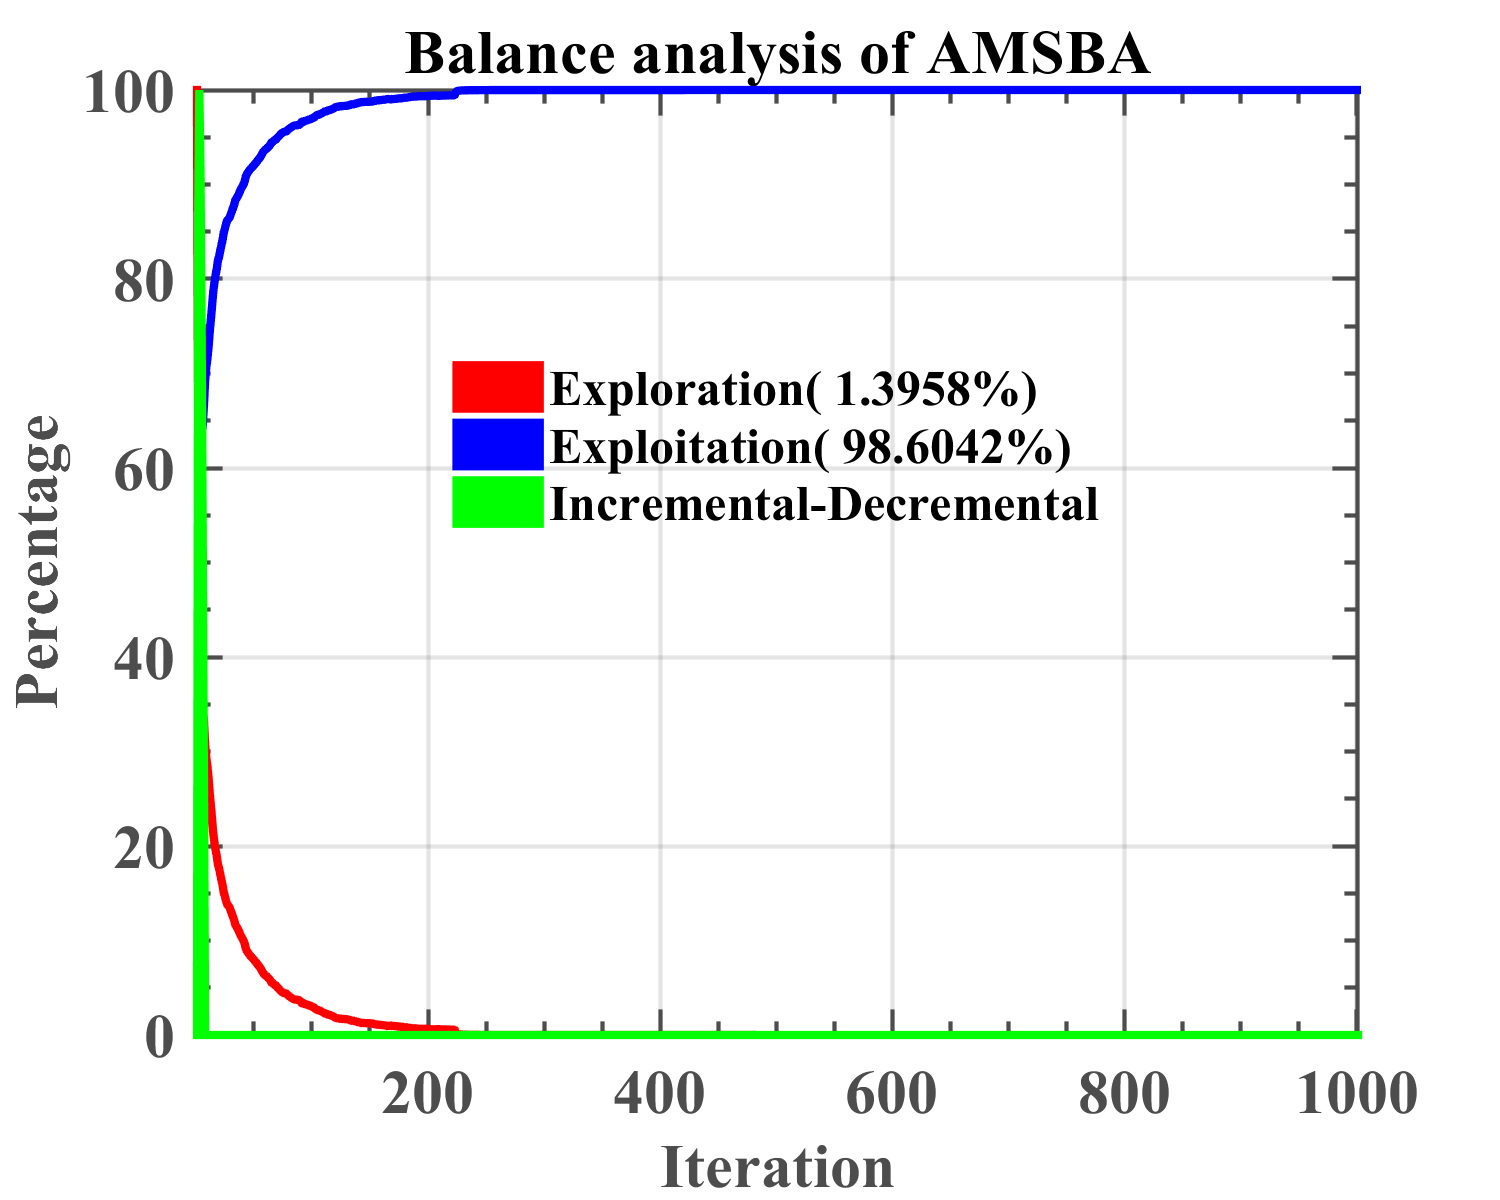 Balance analysis of AMSBA
100
80
60
40
20
0
Percentage
Exploration( 1.3958%)
Exploitation( 98.6042%)
Incremental-Decremental
200 400 600 800 1000
Iteration